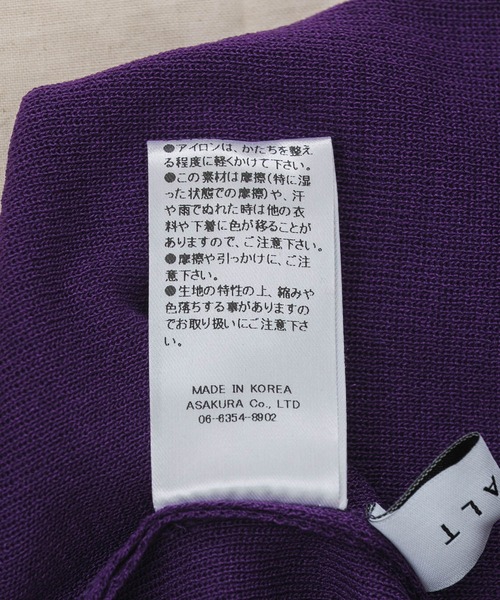 ●アイロンは、かたちを整え
る程度に軽くかけて下さい。
●この素材は摩擦(特に湿
った状態での摩擦)や、汗
や雨でぬれた時は他の衣
料や下着に色が移ることが
ありますので、ご注意下さい。
●摩擦や引っかけに、ご注
意下さい。
●生地の特性の上、縮みや
色落ちする事がありますの
でお取り扱いにご注意下さ
い。
MADE IN KOREA
ASAKURA Co., LTD
06-6354-8902
ALT